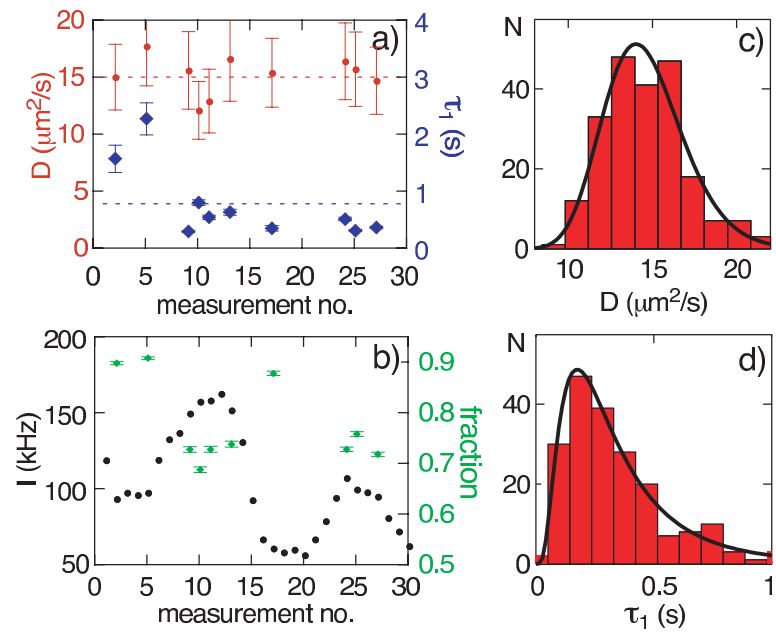 a)
20
15
10
5
0
D (μm²/s)
4
3
2
1
0
τ₁ (s)
0 5 10 15 20 25 30
measurement no.
c)
N
40
20
0
10 15 20
D (μm²/s)
b)
200
150
100
50
I (kHz)
0.9
0.8
0.7
0.6
0.5
fraction
0 5 10 15 20 25 30
measurement no.
d)
N
40
20
0
0 0.5 1
τ₁ (s)